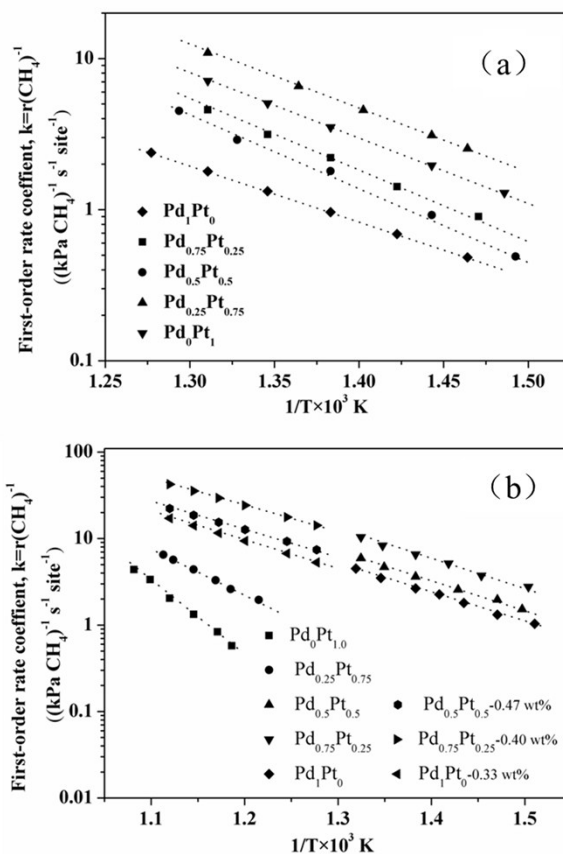 (a)
First-order rate coeffient, k=r(CH₄)⁻¹
((kPa CH₄)⁻¹ s⁻¹ site⁻¹)
10
1
0.1
Pd₁Pt₀
Pd₀.₇₅Pt₀.₂₅
Pd₀.₅Pt₀.₅
Pd₀.₂₅Pt₀.₇₅
Pd₀Pt₁
1.25 1.30 1.35 1.40 1.45 1.50
1/T×10³ K
(b)
First-order rate coeffient, k=r(CH₄)⁻¹
((kPa CH₄)⁻¹ s⁻¹ site⁻¹)
100
10
1
0.1
0.01
Pd₀Pt₁.₀
Pd₀.₂₅Pt₀.₇₅
Pd₀.₅Pt₀.₅ Pd₀.₅Pt₀.₅-0.47 wt%
Pd₀.₇₅Pt₀.₂₅ Pd₀.₇₅Pt₀.₂₅-0.40 wt%
Pd₁Pt₀ Pd₁Pt₀-0.33 wt%
1.1 1.2 1.3 1.4 1.5
1/T×10³ K